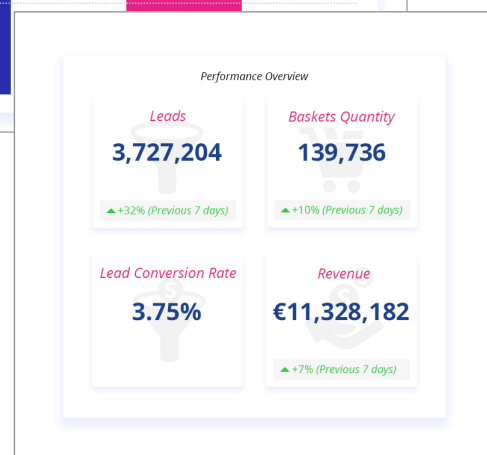 Performance Overview
Leads
3,727,204
+32% (Previous 7 days)
Baskets Quantity
139,736
+10% (Previous 7 days)
Lead Conversion Rate
3.75%
Revenue
€11,328,182
+7% (Previous 7 days)